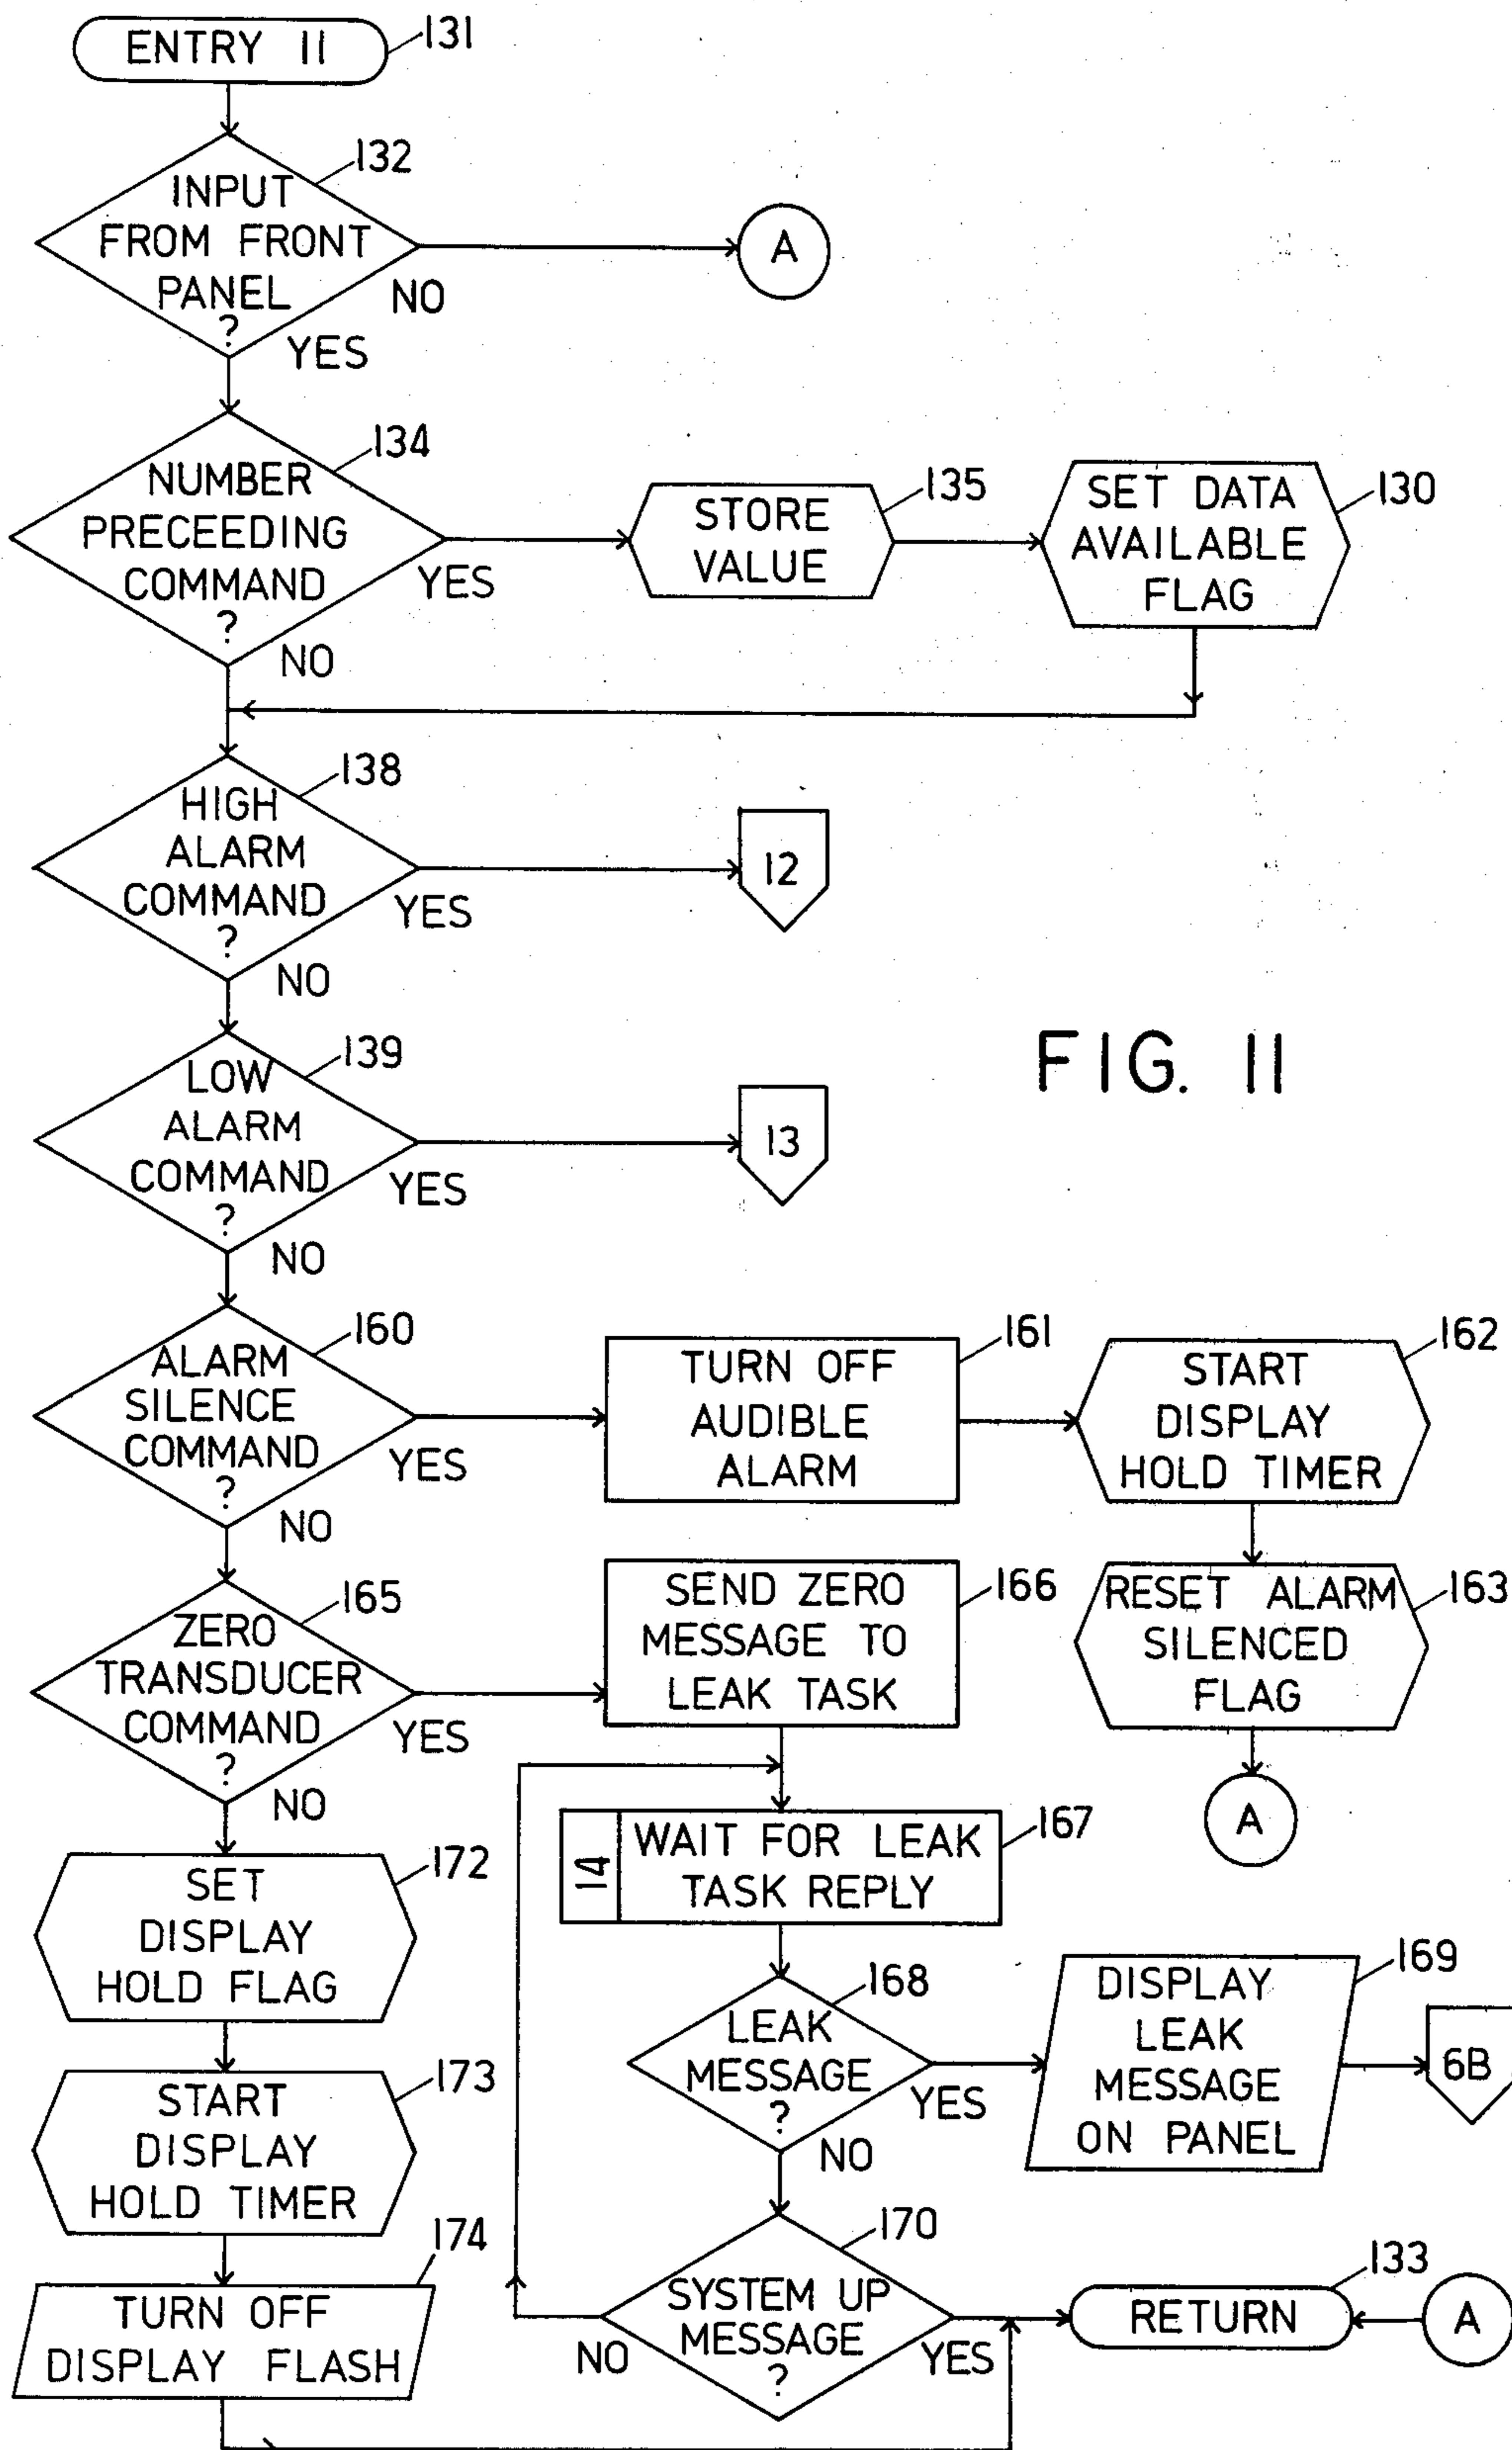 ENTRY 11
131
132
INPUT
FROM FRONT
PANEL
?
NO
YES
A
134
NUMBER
PRECEEDING
COMMAND
?
YES
NO
135
STORE
VALUE
130
SET DATA
AVAILABLE
FLAG
138
HIGH
ALARM
COMMAND
?
YES
NO
12
FIG. 11
139
LOW
ALARM
COMMAND
?
YES
NO
13
160
ALARM
SILENCE
COMMAND
?
YES
NO
161
TURN OFF
AUDIBLE
ALARM
162
START
DISPLAY
HOLD TIMER
163
RESET ALARM
SILENCED
FLAG
A
165
ZERO
TRANSDUCER
COMMAND
?
YES
NO
166
SEND ZERO
MESSAGE TO
LEAK TASK
167
14
WAIT FOR LEAK
TASK REPLY
168
LEAK
MESSAGE
?
YES
NO
169
DISPLAY
LEAK
MESSAGE
ON PANEL
6B
172
SET
DISPLAY
HOLD FLAG
173
START
DISPLAY
HOLD TIMER
174
TURN OFF
DISPLAY FLASH
170
SYSTEM UP
MESSAGE
?
NO
YES
133
RETURN
A